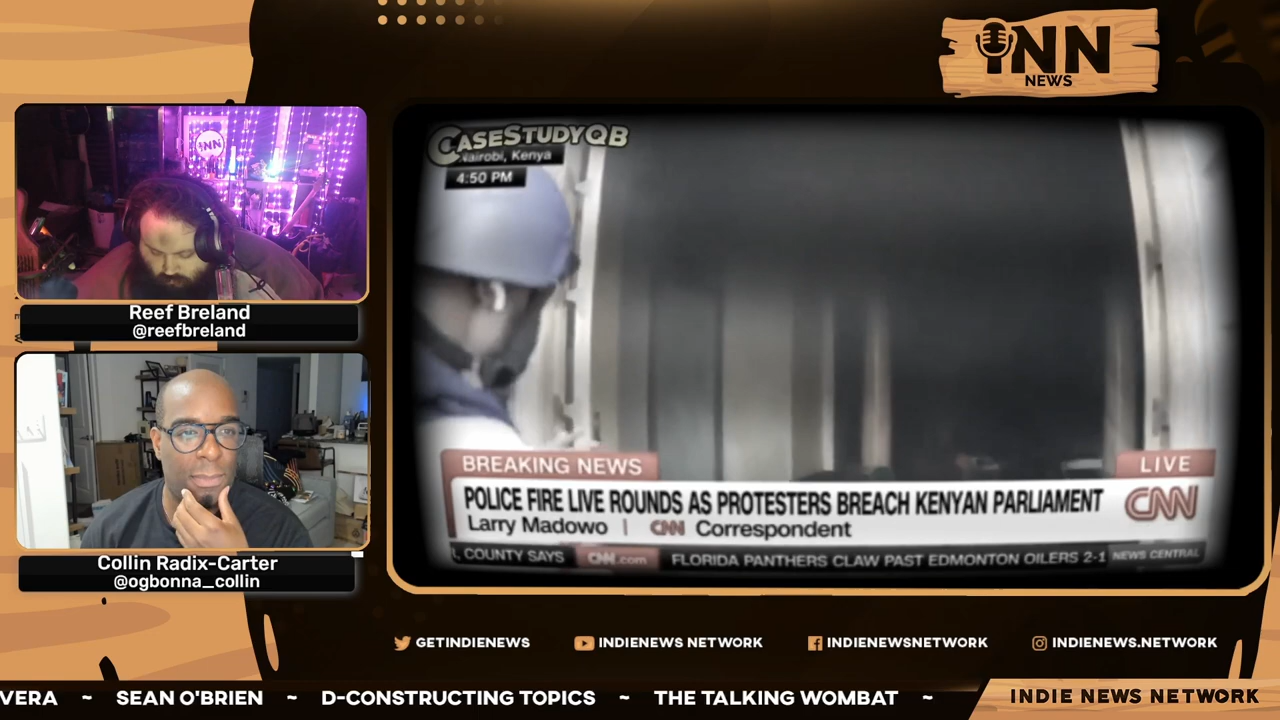 INN
NEWS
INN
Reef Breland
@reefbreland
Collin Radix-Carter
@ogbonna_collin
CASESTUDYQB
Nairobi, Kenya
4:50 PM
BREAKING NEWS
LIVE
POLICE FIRE LIVE ROUNDS AS PROTESTERS BREACH KENYAN PARLIAMENT
Larry Madowo | CNN Correspondent
CNN
COUNTY SAYS CNN.com FLORIDA PANTHERS CLAW PAST EDMONTON OILERS 2-1 NEWS CENTRAL
GETINDIENEWS INDIENEWS NETWORK INDIENEWSNETWORK INDIENEWS.NETWORK
VERA ~ SEAN O'BRIEN ~ D-CONSTRUCTING TOPICS ~ THE TALKING WOMBAT ~ INDIE NEWS NETWORK